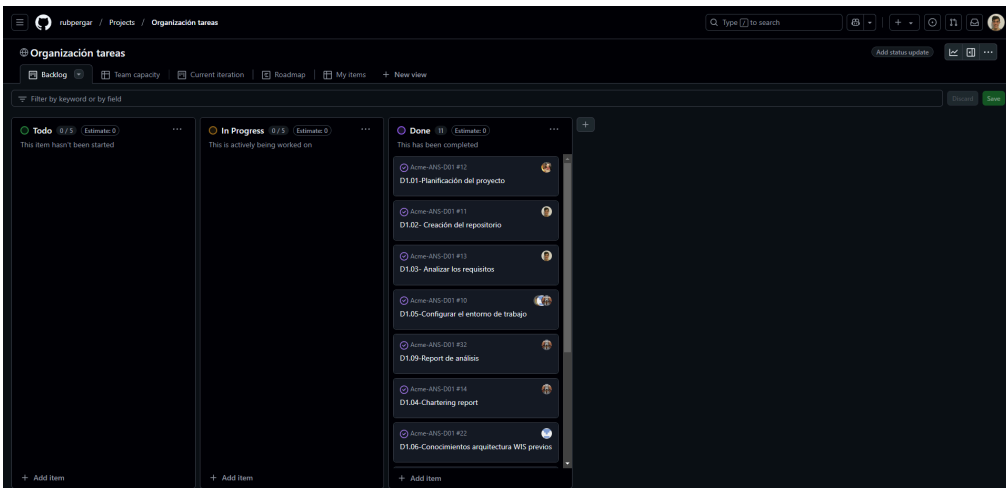 rubpergar / Projects / Organización tareas
Type / to search
Organización tareas
Add status update
Backlog
Team capacity
Current iteration
Roadmap
My items
+ New view
Filter by keyword or by field
Discard
Save
Todo 0 / 5 Estimate: 0
This item hasn't been started
+ Add item
In Progress 0 / 5 Estimate: 0
This is actively being worked on
+ Add item
Done 11 Estimate: 0
This has been completed
Acme-ANS-D01 #12
D1.01-Planificación del proyecto
Acme-ANS-D01 #11
D1.02- Creación del repositorio
Acme-ANS-D01 #13
D1.03- Analizar los requisitos
Acme-ANS-D01 #10
D1.05-Configurar el entorno de trabajo
Acme-ANS-D01 #32
D1.09-Report de análisis
Acme-ANS-D01 #14
D1.04-Chartering report
Acme-ANS-D01 #22
D1.06-Conocimientos arquitectura WIS previos
+ Add item